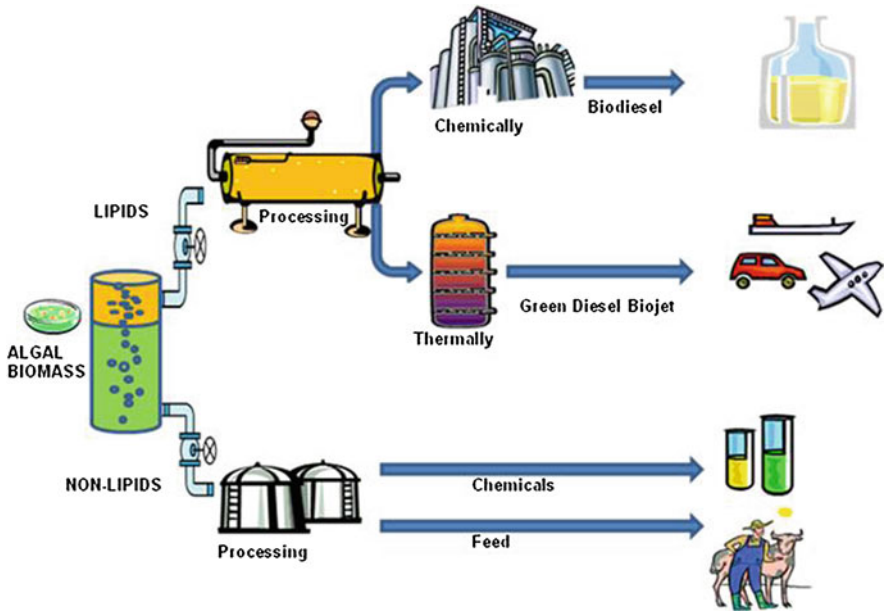 Chemically
Biodiesel
LIPIDS
Processing
Green Diesel Biojet
Thermally
ALGAL
BIOMASS
NON-LIPIDS
Chemicals
Processing
Feed